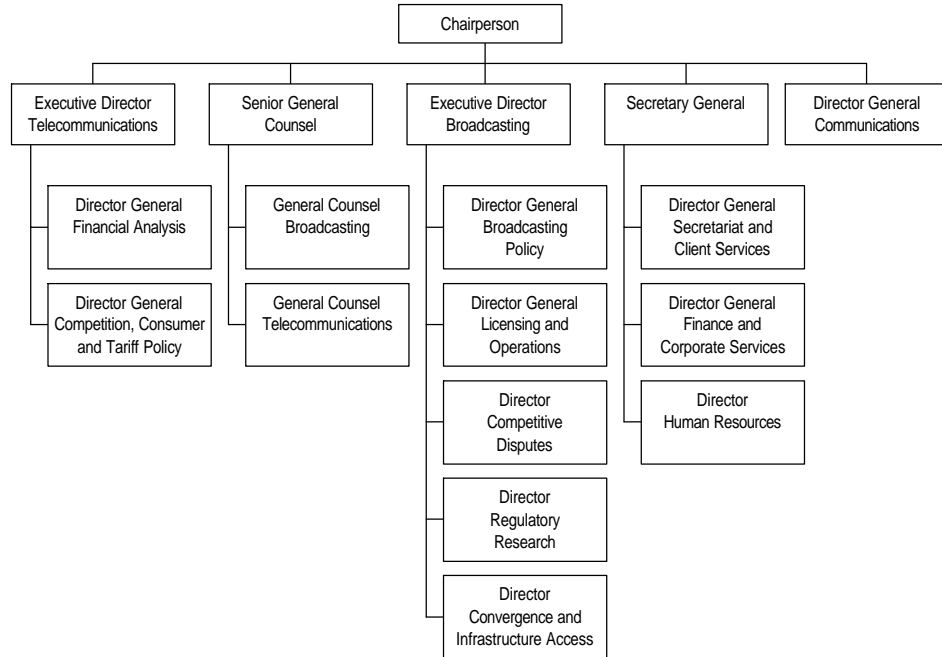 Chairperson
Executive Director
Telecommunications
Senior General
Counsel
Executive Director
Broadcasting
Secretary General
Director General
Communications
Director General
Financial Analysis
Director General
Competition, Consumer
and Tariff Policy
General Counsel
Broadcasting
General Counsel
Telecommunications
Director General
Broadcasting
Policy
Director General
Licensing and
Operations
Director
Competitive
Disputes
Director
Regulatory
Research
Director
Convergence and
Infrastructure Access
Director General
Secretariat and
Client Services
Director General
Finance and
Corporate Services
Director
Human Resources